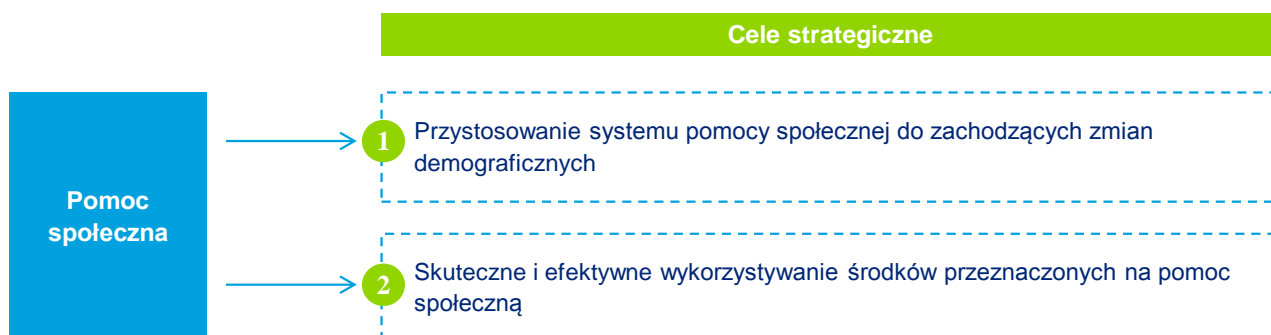 Cele strategiczne
Pomoc
społeczna
1
Przystosowanie systemu pomocy społecznej do zachodzących zmian
demograficznych
2
Skuteczne i efektywne wykorzystywanie środków przeznaczonych na pomoc
społeczną